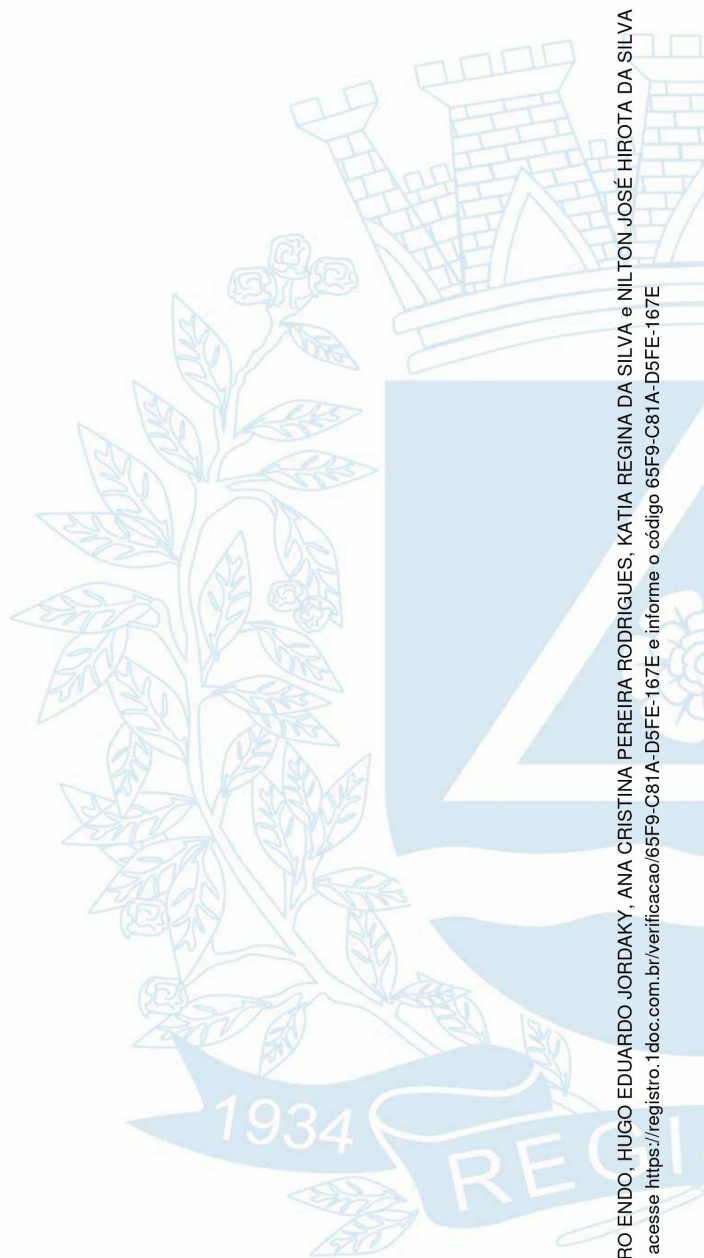 RO ENDO, HUGO EDUARDO JORDAKY, ANA CRISTINA PEREIRA RODRIGUES, KATIA REGINA DA SILVA e NILTON JOSÉ HIROTA DA SILVA
acesse https://registro.1doc.com.br/verificacao/65F9-C81A-D5FE-167E e informe o código 65F9-C81A-D5FE-167E
1934
REGI